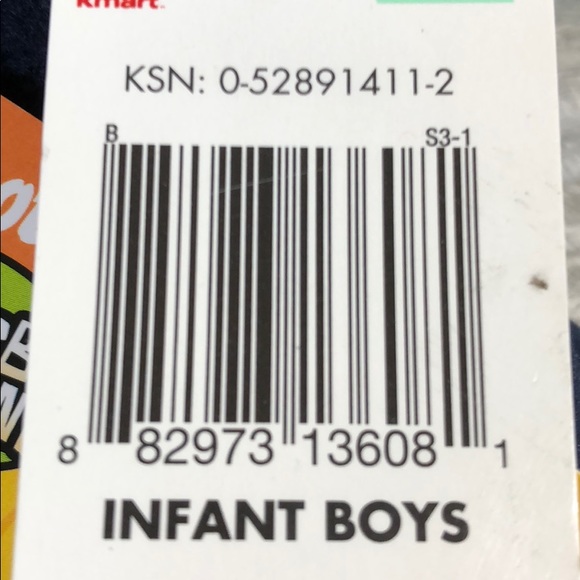 Kmart
KSN: 0-52891411-2
B S3-1
8 82973 13608 1
INFANT BOYS